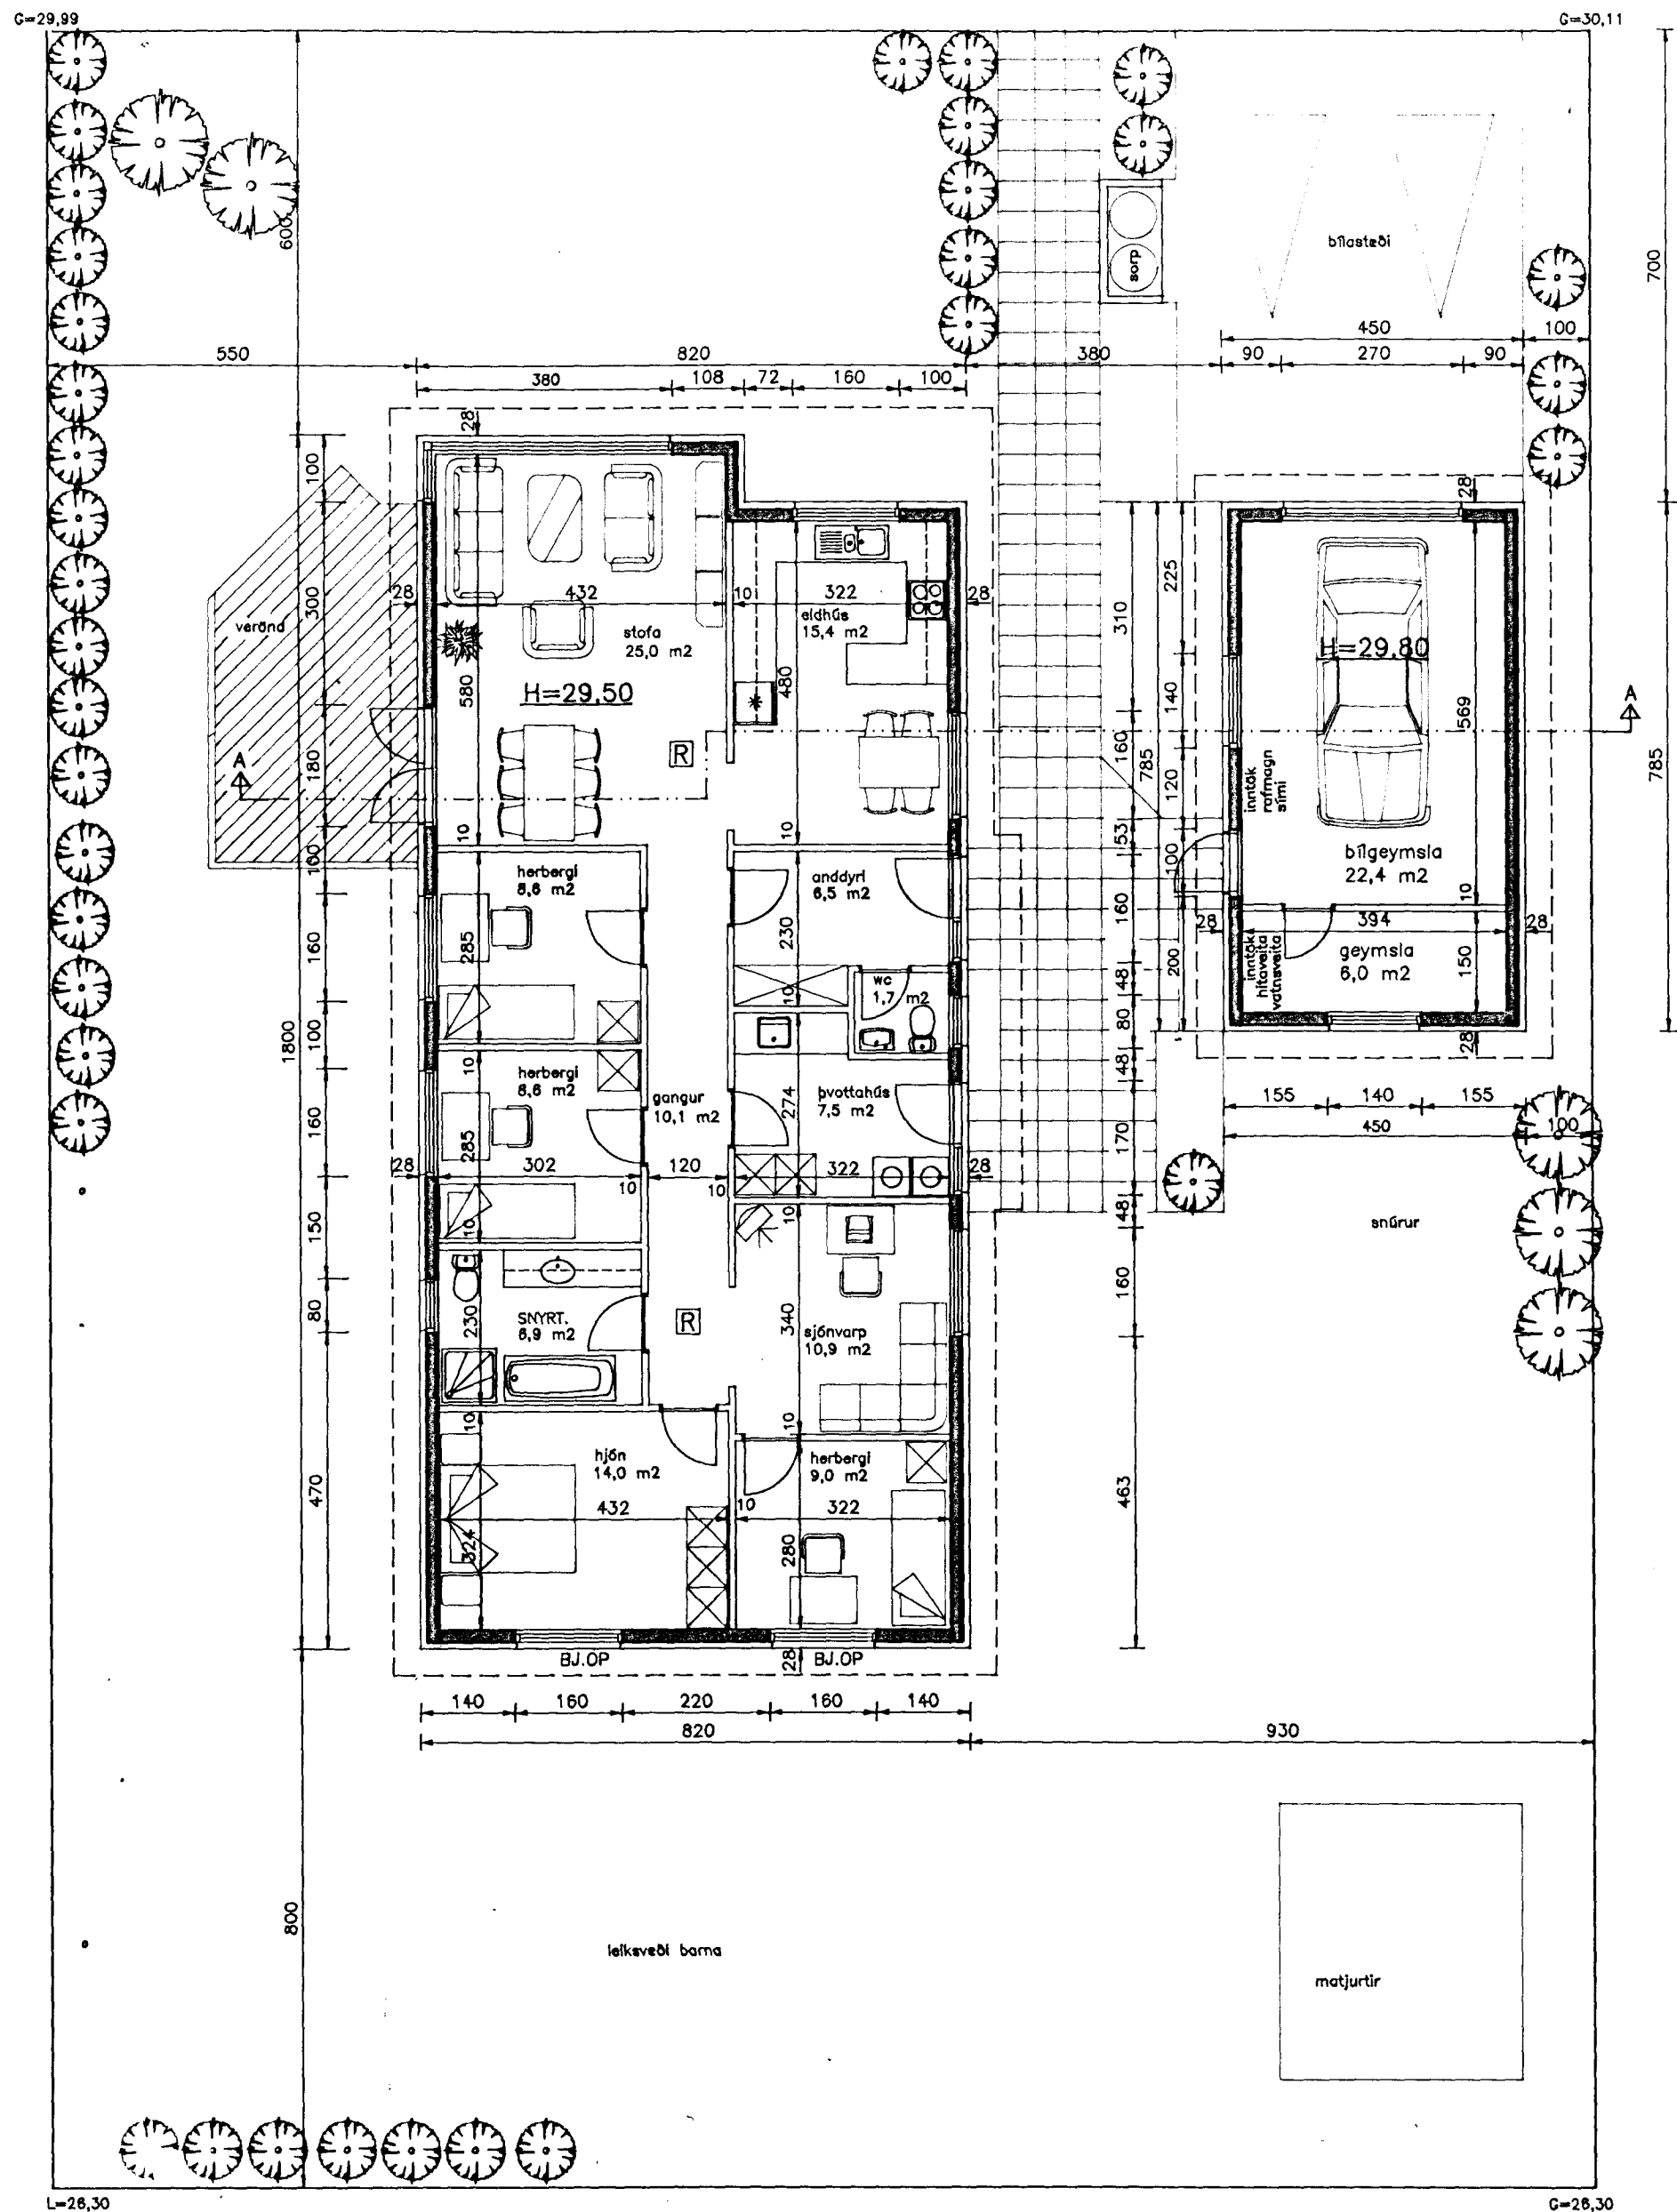 G=29,99
G=30,11
600
700
bílastæði
sorp
550
820
380
450
100
90
270
90
380
108
72
160
100
28
28
100
300
180
100
160
100
160
150
80
470
1800
800
verönd
28
432
10
322
28
stofa
25,0 m2
eldhús
15,4 m2
H=29,50
H=29,80
580
480
R
A
A
225
310
140
160
785
120
53
100
160
200
48
80
48
170
48
160
463
569
785
inntök
rafmagn
sími
bílgeymsla
22,4 m2
10
28
394
28
inntök
hitaveita
vatnsveita
geymsla
6,0 m2
150
28
155
140
155
450
100
snúrur
10
10
herbergi
8,6 m2
285
anddyri
6,5 m2
230
10
wc
1,7 m2
10
herbergi
8,6 m2
285
gangur
10,1 m2
þvottahús
7,5 m2
274
28
302
10
120
10
322
28
10
10
SNYRT.
6,9 m2
230
R
sjónvarp
10,9 m2
340
10
10
hjón
14,0 m2
herbergi
9,0 m2
432
10
322
324
280
BJ.OP
28
BJ.OP
140
160
220
160
140
820
930
leiksvæði barna
matjurtir
L=26,30
G=26,30